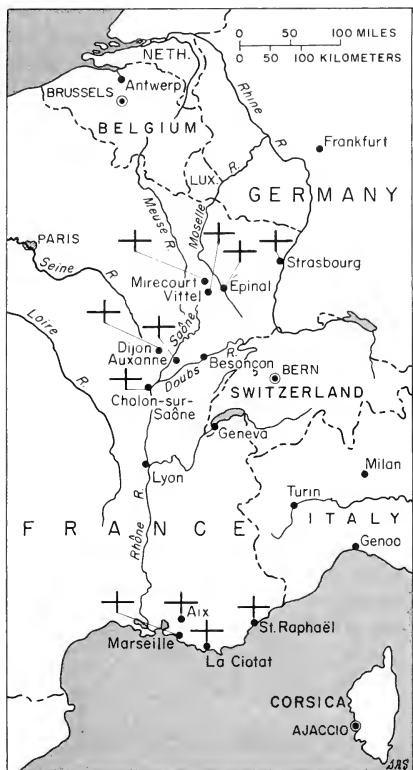 NETH.
0 50 100 MILES
0 50 100 KILOMETERS
Antwerp
BRUSSELS
BELGIUM
Rhine R.
Frankfurt
LUX.
GERMANY
Meuse R.
Moselle R.
PARIS
Seine R.
Strasbourg
Mirecourt
Vittel
Epinal
Loire R.
Saône
Dijon
Auxanne
Besançon
Doubs R.
BERN
SWITZERLAND
Cholon-sur-
Saône
Geneva
Lyon
Milan
Turin
FRANCE
ITALY
Rhône R.
Genoa
Aix
St. Raphaël
Marseille
La Ciotat
CORSICA
AJACCIO
SRS